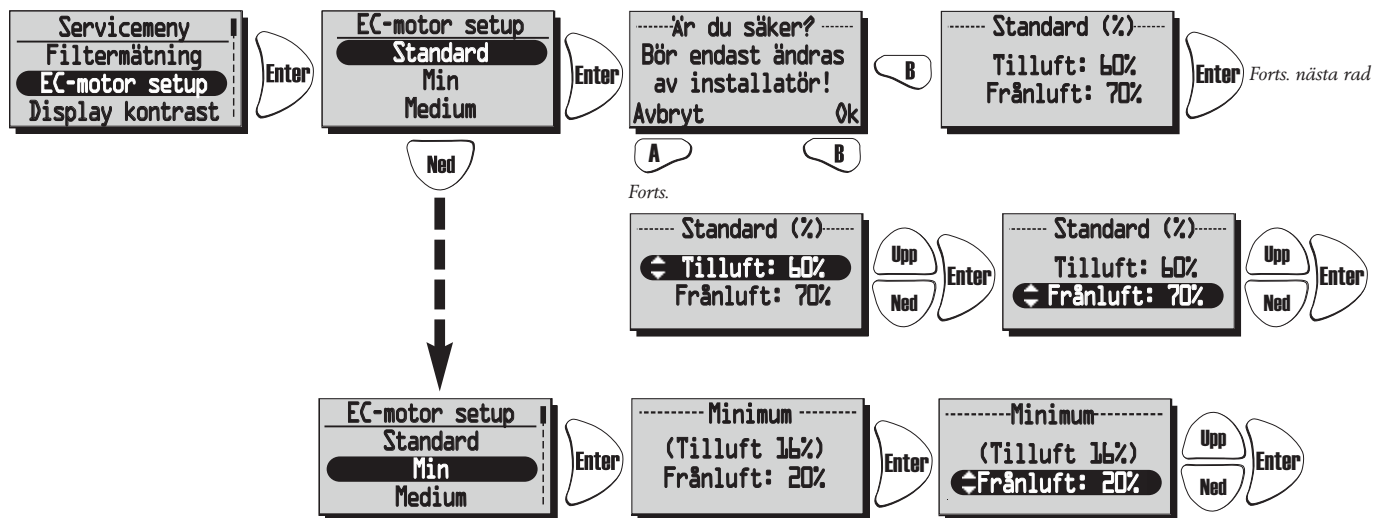 Servicemeny
Filtermätning
EC-motor setup
Display kontrast
Enter
EC-motor setup
Standard
Min
Medium
Enter
Är du säker?
Bör endast ändras
av installatör!
Avbryt Ok
B
Standard (%)
Tilluft: 60%
Frånluft: 70%
Enter
Forts. nästa rad
Ned
A
B
Forts.
Standard (%)
Tilluft: 60%
Frånluft: 70%
Upp
Ned
Enter
Standard (%)
Tilluft: 60%
Frånluft: 70%
Upp
Ned
Enter
EC-motor setup
Standard
Min
Medium
Enter
Minimum
(Tilluft 16%)
Frånluft: 20%
Enter
Minimum
(Tilluft 16%)
Frånluft: 20%
Upp
Ned
Enter